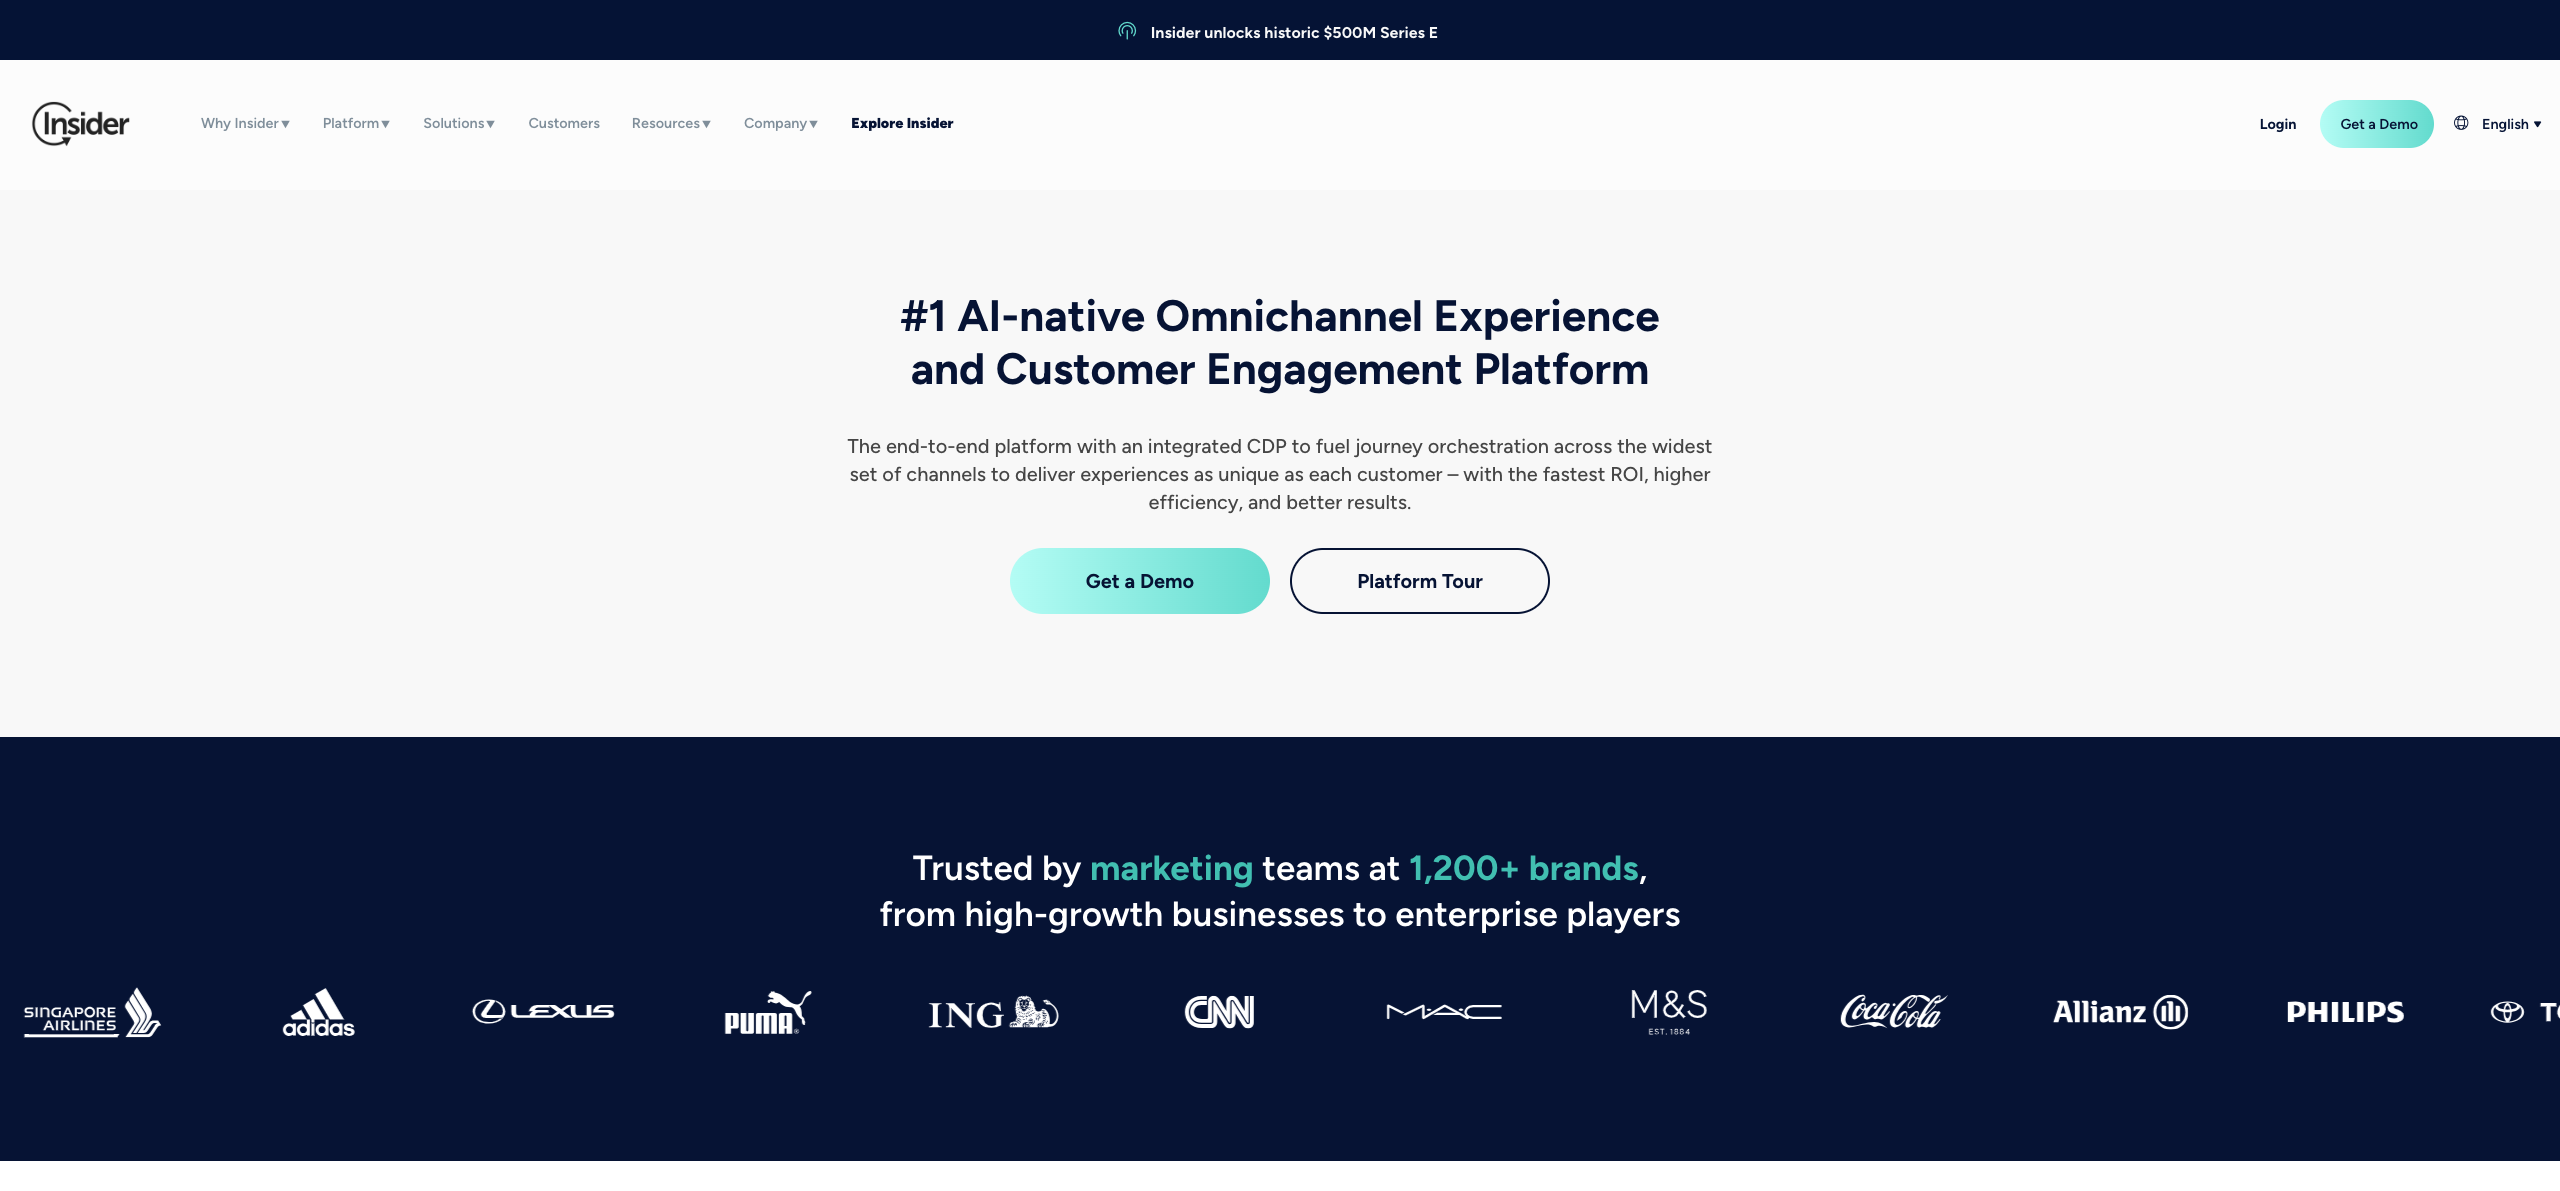 Insider unlocks historic $500M Series E
Insider
Why Insider
Platform
Solutions
Customers
Resources
Company
Explore Insider
Login
Get a Demo
English
#1 AI-native Omnichannel Experience
and Customer Engagement Platform
The end-to-end platform with an integrated CDP to fuel journey orchestration across the widest
set of channels to deliver experiences as unique as each customer – with the fastest ROI, higher
efficiency, and better results.
Get a Demo
Platform Tour
Trusted by marketing teams at 1,200+ brands,
from high-growth businesses to enterprise players
SINGAPORE
AIRLINES
adidas
LEXUS
PUMA®
ING
CNN
M·A·C
M&S
EST. 1884
Coca-Cola
Allianz
PHILIPS
TO